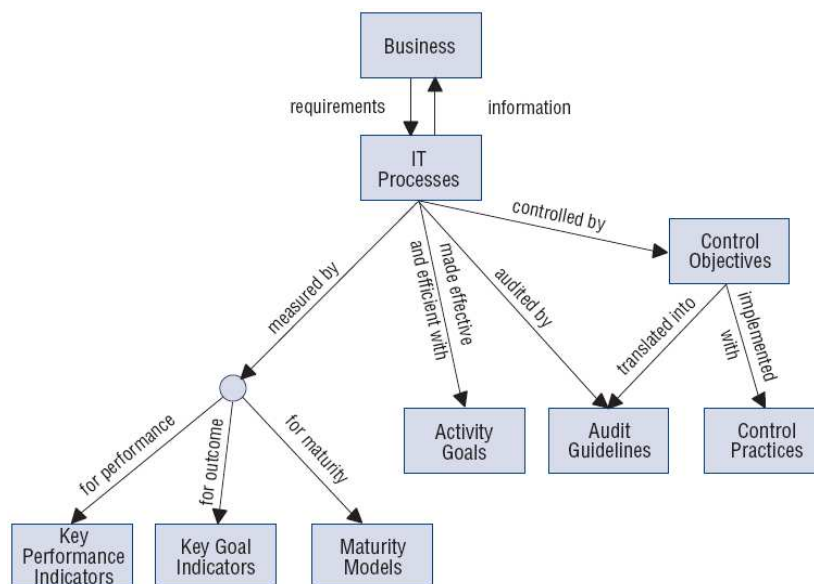 Business
requirements
information
IT
Processes
controlled by
Control
Objectives
measured by
made effective
and efficient with
audited by
translated into
implemented
with
Activity
Goals
Audit
Guidelines
Control
Practices
for performance
for outcome
for maturity
Key
Performance
Indicators
Key Goal
Indicators
Maturity
Models